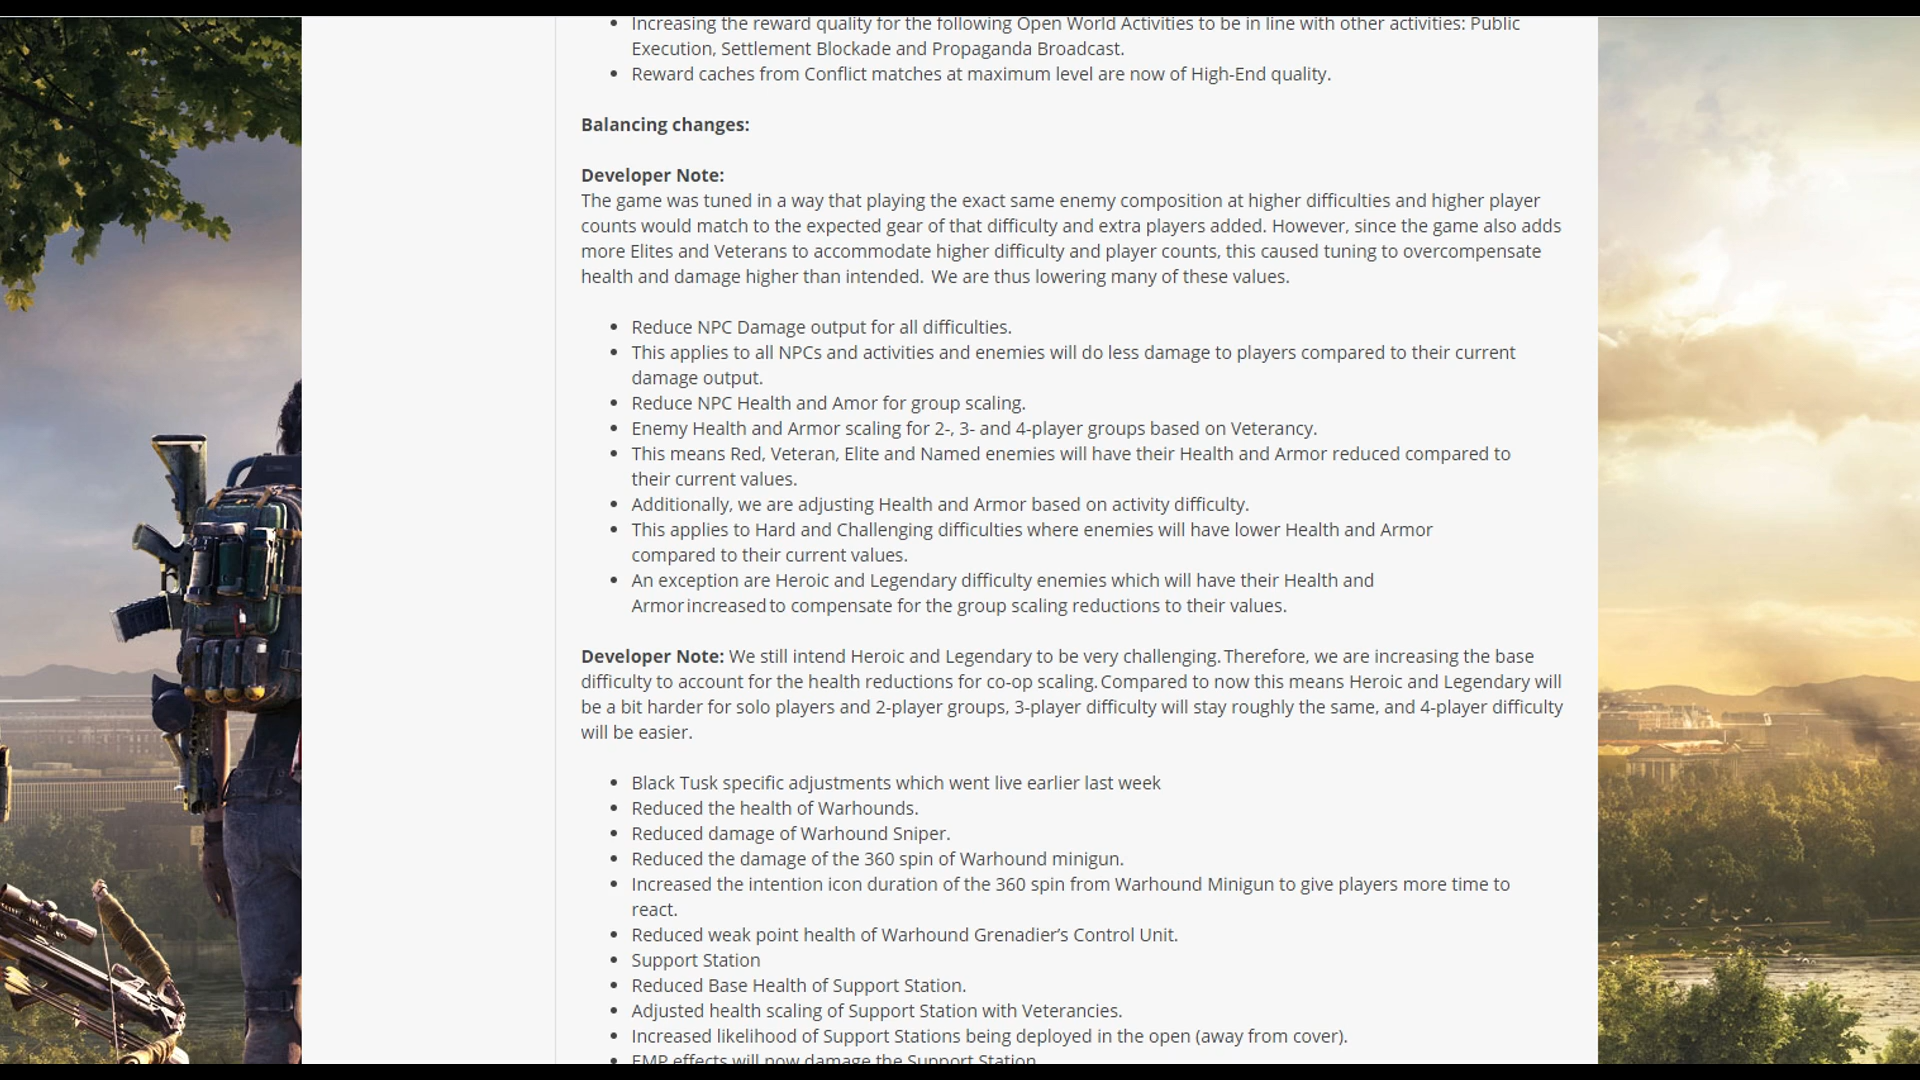 Increasing the reward quality for the following Open World Activities to be in line with other activities: Public
Execution, Settlement Blockade and Propaganda Broadcast.
Reward caches from Conflict matches at maximum level are now of High-End quality.
Balancing changes:
Developer Note:
The game was tuned in a way that playing the exact same enemy composition at higher difficulties and higher player
counts would match to the expected gear of that difficulty and extra players added. However, since the game also adds
more Elites and Veterans to accommodate higher difficulty and player counts, this caused tuning to overcompensate
health and damage higher than intended. We are thus lowering many of these values.
Reduce NPC Damage output for all difficulties.
This applies to all NPCs and activities and enemies will do less damage to players compared to their current
damage output.
Reduce NPC Health and Amor for group scaling.
Enemy Health and Armor scaling for 2-, 3- and 4-player groups based on Veterancy.
This means Red, Veteran, Elite and Named enemies will have their Health and Armor reduced compared to
their current values.
Additionally, we are adjusting Health and Armor based on activity difficulty.
This applies to Hard and Challenging difficulties where enemies will have lower Health and Armor
compared to their current values.
An exception are Heroic and Legendary difficulty enemies which will have their Health and
Armor increased to compensate for the group scaling reductions to their values.
Developer Note: We still intend Heroic and Legendary to be very challenging. Therefore, we are increasing the base
difficulty to account for the health reductions for co-op scaling. Compared to now this means Heroic and Legendary will
be a bit harder for solo players and 2-player groups, 3-player difficulty will stay roughly the same, and 4-player difficulty
will be easier.
Black Tusk specific adjustments which went live earlier last week
Reduced the health of Warhounds.
Reduced damage of Warhound Sniper.
Reduced the damage of the 360 spin of Warhound minigun.
Increased the intention icon duration of the 360 spin from Warhound Minigun to give players more time to
react.
Reduced weak point health of Warhound Grenadier’s Control Unit.
Support Station
Reduced Base Health of Support Station.
Adjusted health scaling of Support Station with Veterancies.
Increased likelihood of Support Stations being deployed in the open (away from cover).
EMP effects will now damage the Support Station